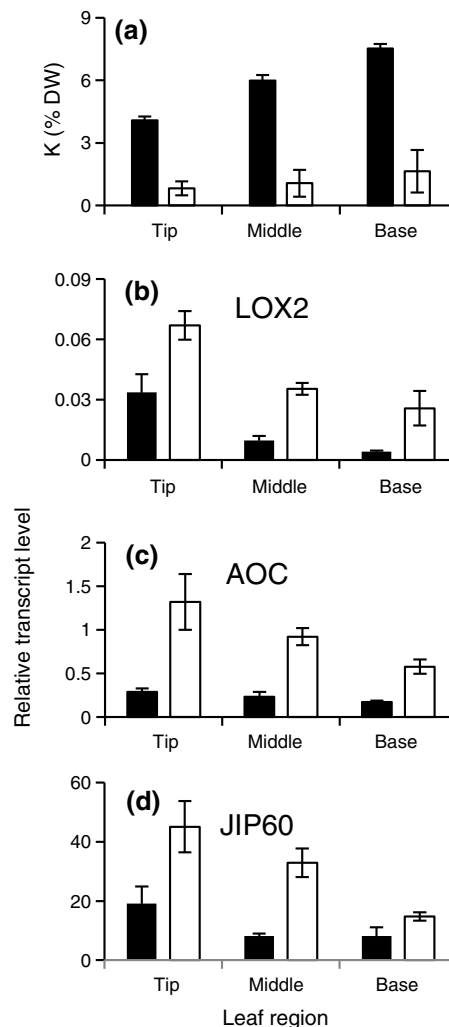 (a)
K (% DW)
9
6
3
0
Tip Middle Base
(b)
LOX2
0.09
0.06
0.03
0
Tip Middle Base
Relative transcript level
(c)
AOC
2
1.5
1
0.5
0
Tip Middle Base
(d)
JIP60
60
40
20
0
Tip Middle Base
Leaf region